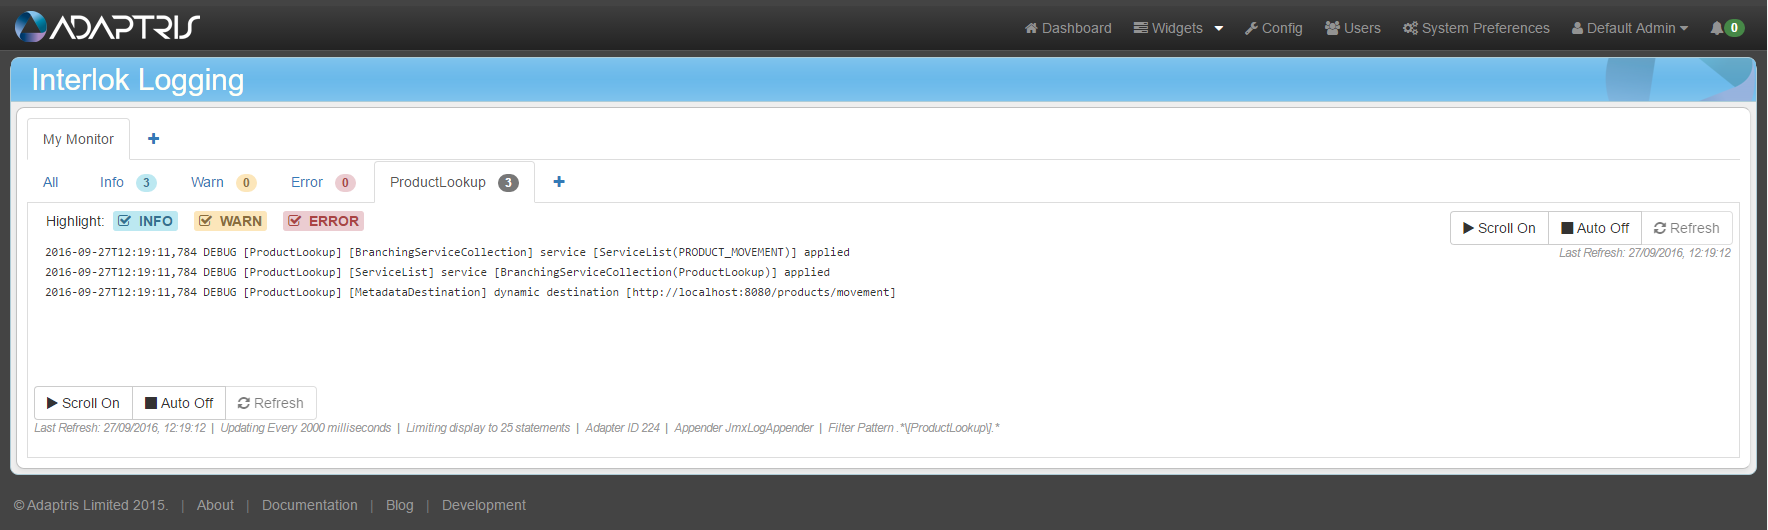 ADAPTRIS Dashboard Widgets Config Users System Preferences Default Admin 0
Interlok Logging
My Monitor
All Info 3 Warn 0 Error 0 ProductLookup 3
Highlight: INFO WARN ERROR Scroll On Auto Off Refresh
Last Refresh: 27/09/2016, 12:19:12
2016-09-27T12:19:11,784 DEBUG [ProductLookup] [BranchingServiceCollection] service [ServiceList(PRODUCT_MOVEMENT)] applied
2016-09-27T12:19:11,784 DEBUG [ProductLookup] [ServiceList] service [BranchingServiceCollection(ProductLookup)] applied
2016-09-27T12:19:11,784 DEBUG [ProductLookup] [MetadataDestination] dynamic destination [http://localhost:8080/products/movement]
Scroll On Auto Off Refresh
Last Refresh: 27/09/2016, 12:19:12 | Updating Every 2000 milliseconds | Limiting display to 25 statements | Adapter ID 224 | Appender JmxLogAppender | Filter Pattern .*\[ProductLookup\].*
© Adaptris Limited 2015. | About | Documentation | Blog | Development